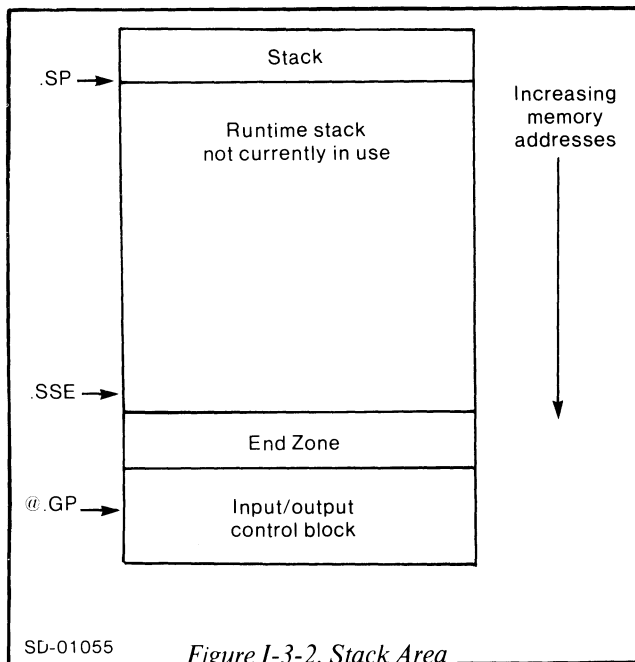 Stack
.SP
Increasing
memory
addresses
Runtime stack
not currently in use
.SSE
End Zone
@.GP
Input/output
control block
SD-01055
Figure I-3-2. Stack Area